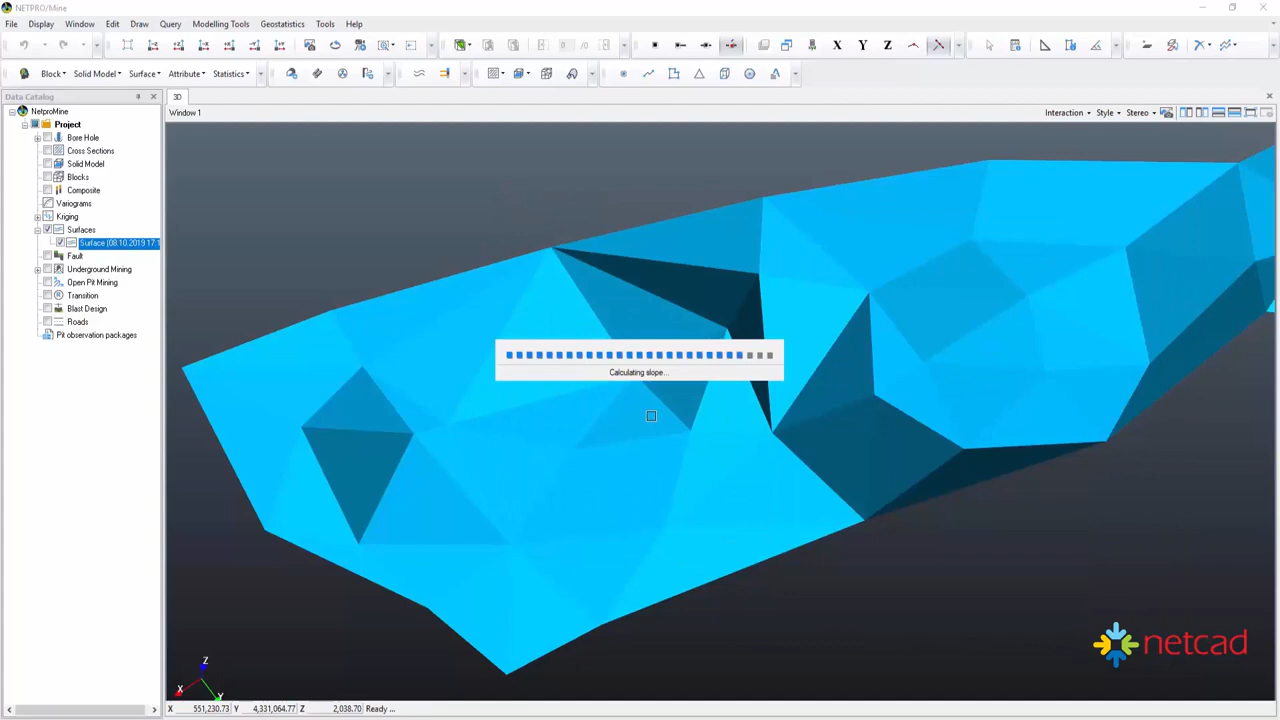 NETPRO/Mine
File Display Window Edit Draw Query Modelling Tools Geostatistics Tools Help
X Y Z
Block Solid Model Surface Attribute Statistics
Data Catalog
3D
NetproMine
Window 1
Interaction Style Stereo
Project
Bore Hole
Cross Sections
Solid Model
Blocks
Composite
Variograms
Kriging
Surfaces
Surface (08.10.2019 17:1
Fault
Underground Mining
Open Pit Mining
Transition
Blast Design
Roads
Pit observation packages
Calculating slope...
netcad
Z
X
Y
X 551,230.73 Y 4,331,064.77 Z 2,038.70 Ready ...